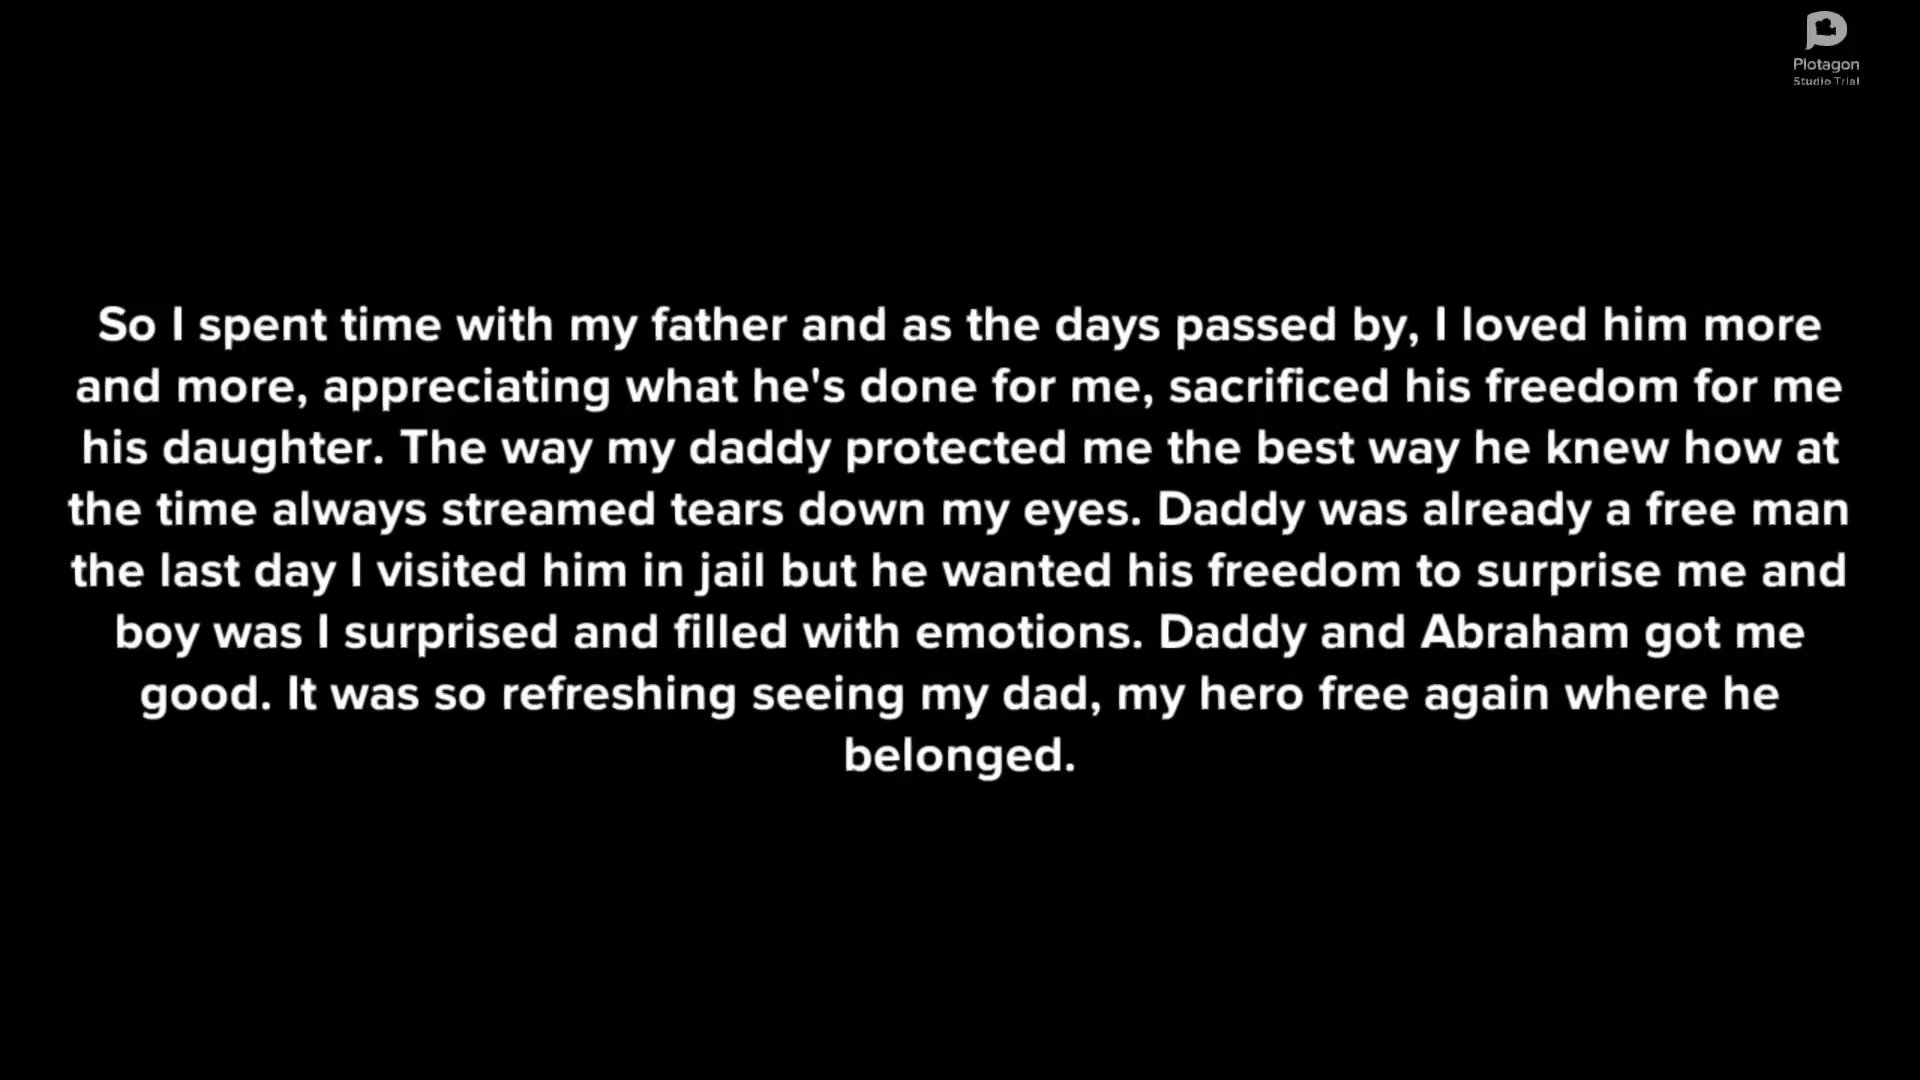 Plotagon
Studio Trial
So I spent time with my father and as the days passed by, I loved him more
and more, appreciating what he's done for me, sacrificed his freedom for me
his daughter. The way my daddy protected me the best way he knew how at
the time always streamed tears down my eyes. Daddy was already a free man
the last day I visited him in jail but he wanted his freedom to surprise me and
boy was I surprised and filled with emotions. Daddy and Abraham got me
good. It was so refreshing seeing my dad, my hero free again where he
belonged.